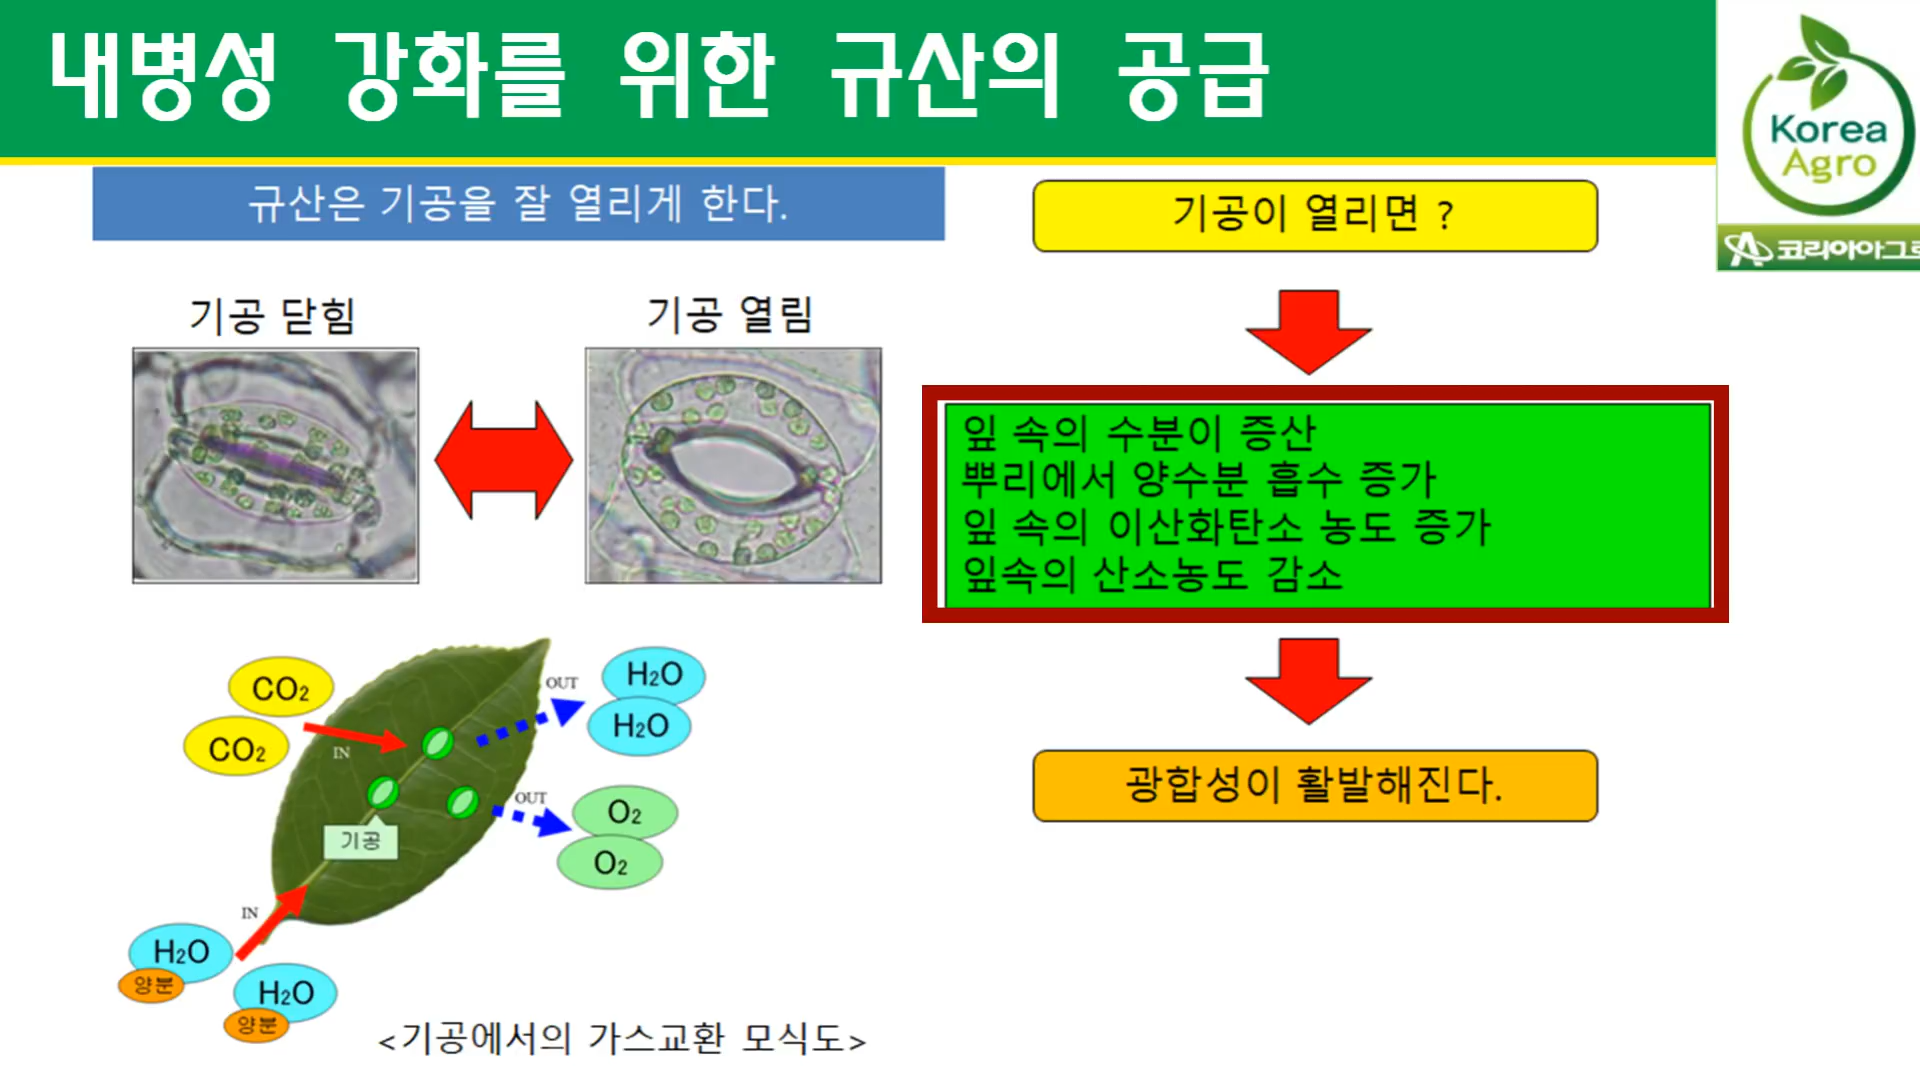 내병성 강화를 위한 규산의 공급
Korea
Agro
코리아아그로
규산은 기공을 잘 열리게 한다.
기공이 열리면 ?
기공 닫힘
기공 열림
잎 속의 수분이 증산
뿌리에서 양수분 흡수 증가
잎 속의 이산화탄소 농도 증가
잎속의 산소농도 감소
광합성이 활발해진다.
CO₂
CO₂
IN
OUT
H₂O
H₂O
OUT
O₂
O₂
기공
IN
H₂O
양분
H₂O
양분
<기공에서의 가스교환 모식도>